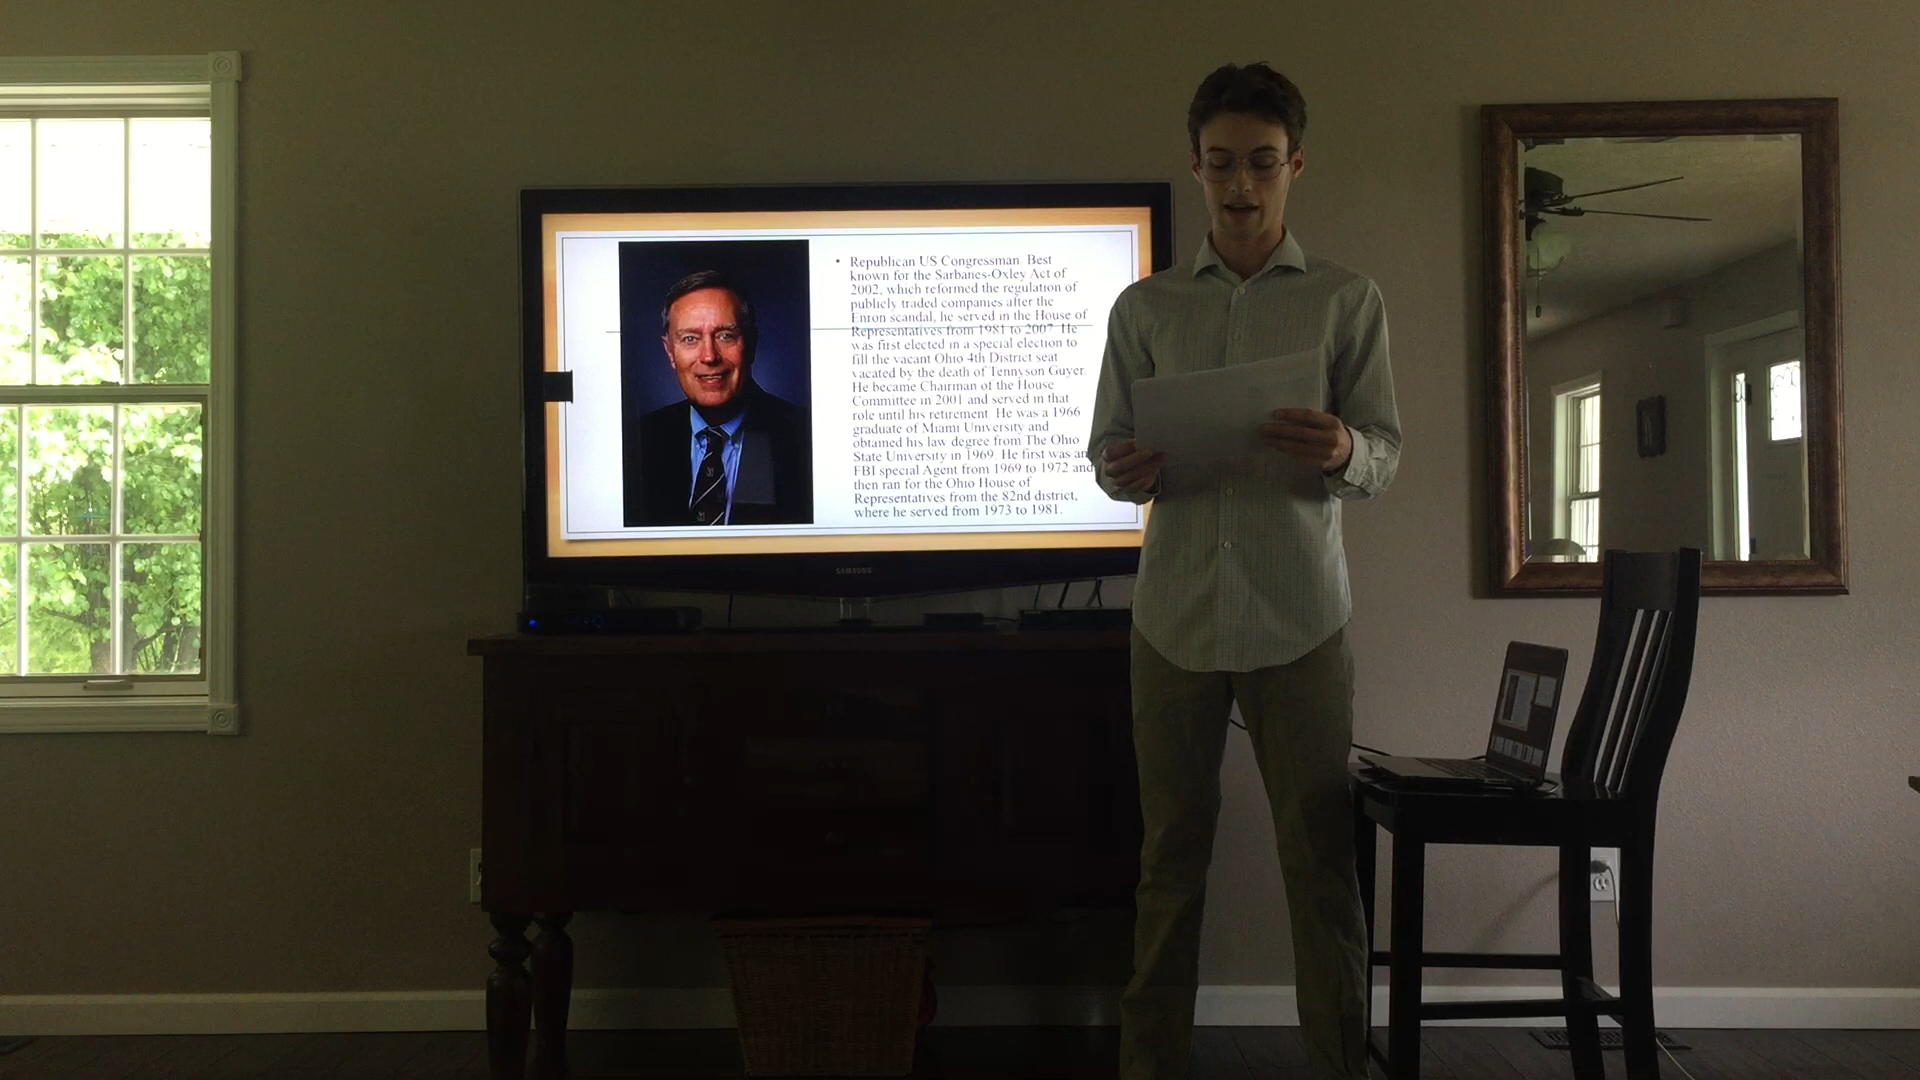 • Republican US Congressman. Best
known for the Sarbanes-Oxley Act of
2002, which reformed the regulation of
publicly traded companies after the
Enron scandal, he served in the House of
Representatives from 1981 to 2007. He
was first elected in a special election to
fill the vacant Ohio 4th District seat
vacated by the death of Tennyson Guyer.
He became Chairman of the House
Committee in 2001 and served in that
role until his retirement. He was a 1966
graduate of Miami University and
obtained his law degree from The Ohio
State University in 1969. He first was an
FBI special Agent from 1969 to 1972 and
then ran for the Ohio House of
Representatives from the 82nd district,
where he served from 1973 to 1981.
SAMSUNG